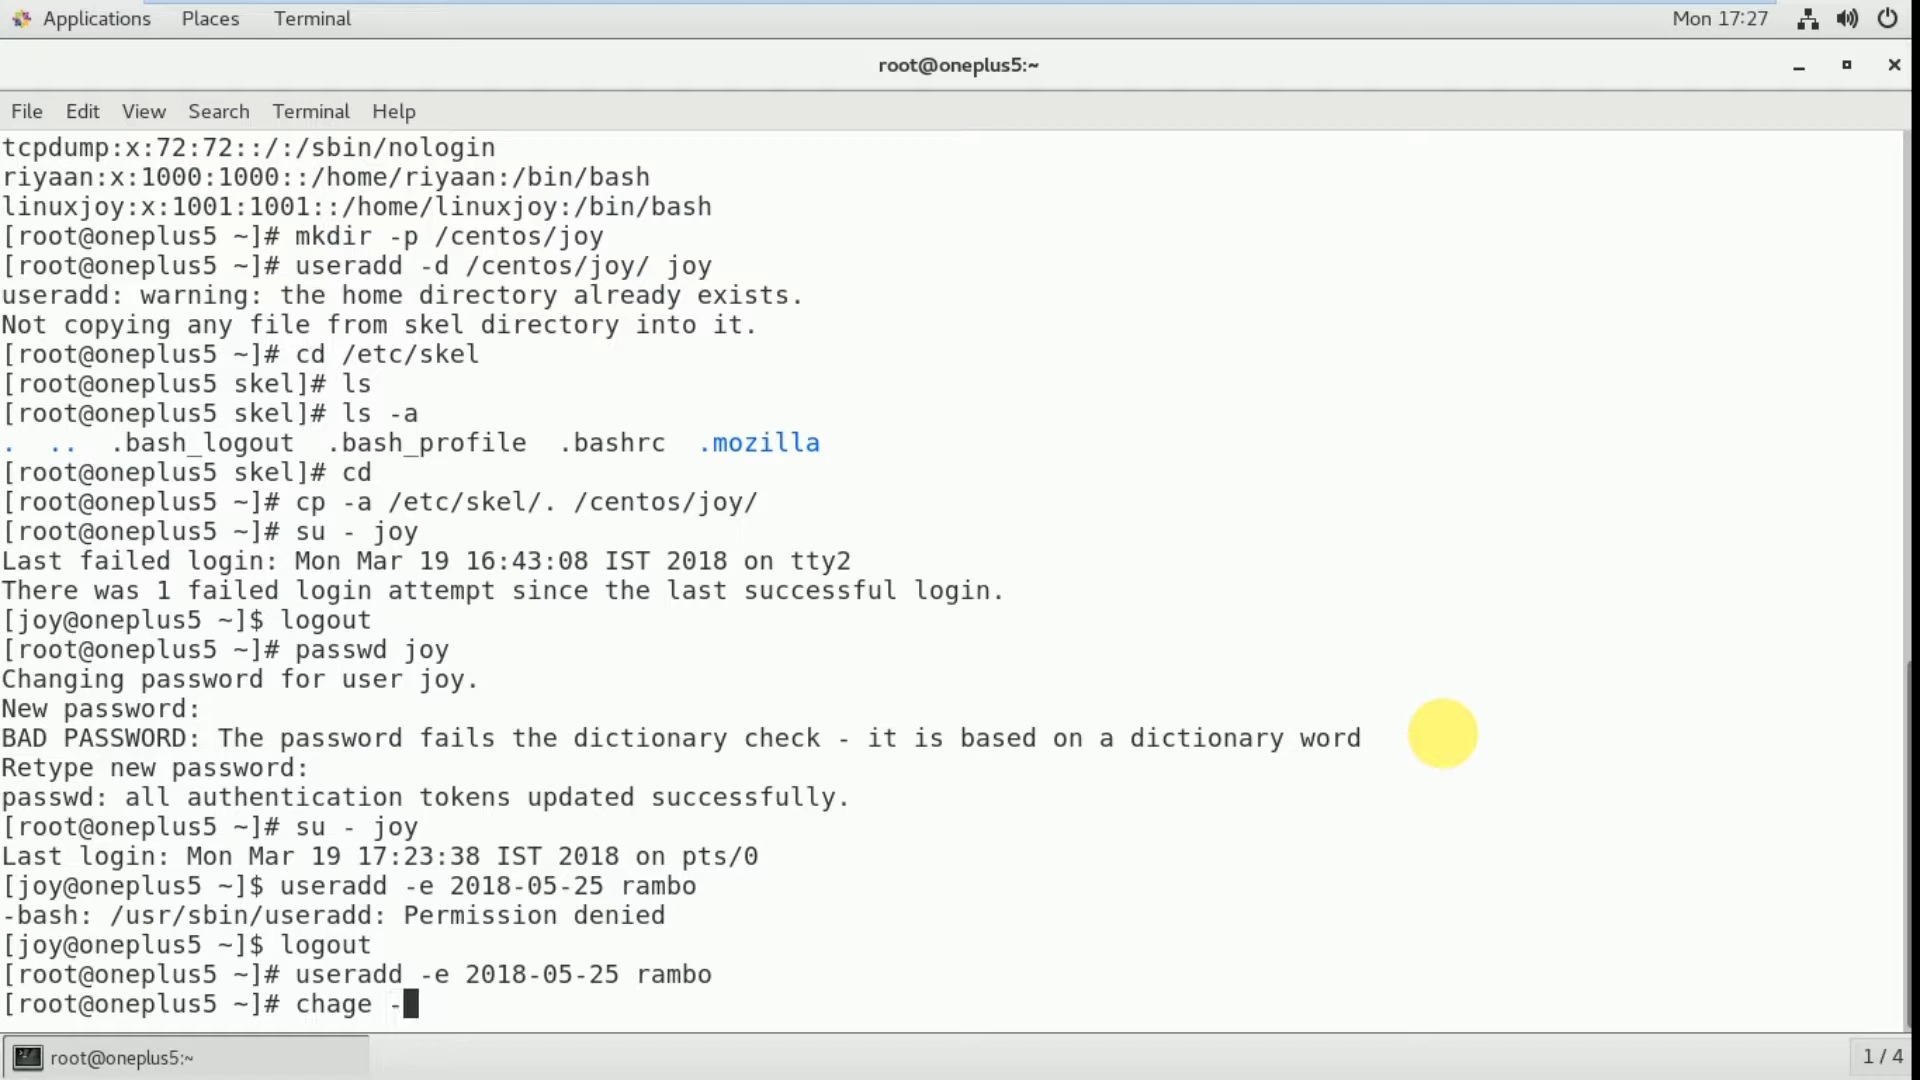 Applications Places Terminal Mon 17:27
root@oneplus5:~
File Edit View Search Terminal Help
tcpdump:x:72:72::/:/sbin/nologin
riyaan:x:1000:1000::/home/riyaan:/bin/bash
linuxjoy:x:1001:1001::/home/linuxjoy:/bin/bash
[root@oneplus5 ~]# mkdir -p /centos/joy
[root@oneplus5 ~]# useradd -d /centos/joy/ joy
useradd: warning: the home directory already exists.
Not copying any file from skel directory into it.
[root@oneplus5 ~]# cd /etc/skel
[root@oneplus5 skel]# ls
[root@oneplus5 skel]# ls -a
. .. .bash_logout .bash_profile .bashrc .mozilla
[root@oneplus5 skel]# cd
[root@oneplus5 ~]# cp -a /etc/skel/. /centos/joy/
[root@oneplus5 ~]# su - joy
Last failed login: Mon Mar 19 16:43:08 IST 2018 on tty2
There was 1 failed login attempt since the last successful login.
[joy@oneplus5 ~]$ logout
[root@oneplus5 ~]# passwd joy
Changing password for user joy.
New password:
BAD PASSWORD: The password fails the dictionary check - it is based on a dictionary word
Retype new password:
passwd: all authentication tokens updated successfully.
[root@oneplus5 ~]# su - joy
Last login: Mon Mar 19 17:23:38 IST 2018 on pts/0
[joy@oneplus5 ~]$ useradd -e 2018-05-25 rambo
-bash: /usr/sbin/useradd: Permission denied
[joy@oneplus5 ~]$ logout
[root@oneplus5 ~]# useradd -e 2018-05-25 rambo
[root@oneplus5 ~]# chage -
root@oneplus5:~ 1 / 4